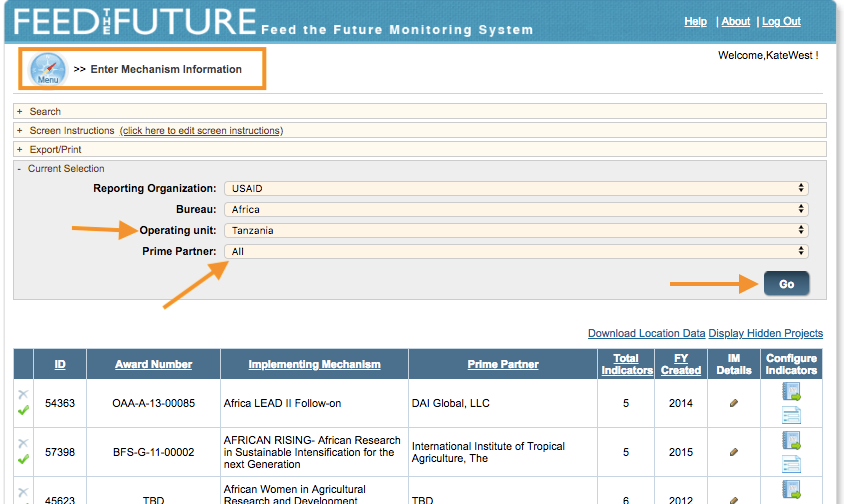 FEED THE FUTURE Feed the Future Monitoring System
Help | About | Log Out
Welcome,KateWest !
Menu >> Enter Mechanism Information
+ Search
+ Screen Instructions (click here to edit screen instructions)
+ Export/Print
- Current Selection
Reporting Organization: USAID
Bureau: Africa
Operating unit: Tanzania
Prime Partner: All
Go
Download Location Data Display Hidden Projects
ID Award Number Implementing Mechanism Prime Partner Total Indicators FY Created IM Details Configure Indicators
54363 OAA-A-13-00085 Africa LEAD II Follow-on DAI Global, LLC 5 2014
57398 BFS-G-11-00002 AFRICAN RISING- African Research in Sustainable Intensification for the next Generation International Institute of Tropical Agriculture, The 5 2015
45623 TBD African Women in Agricultural Research and Development TBD 6 2012